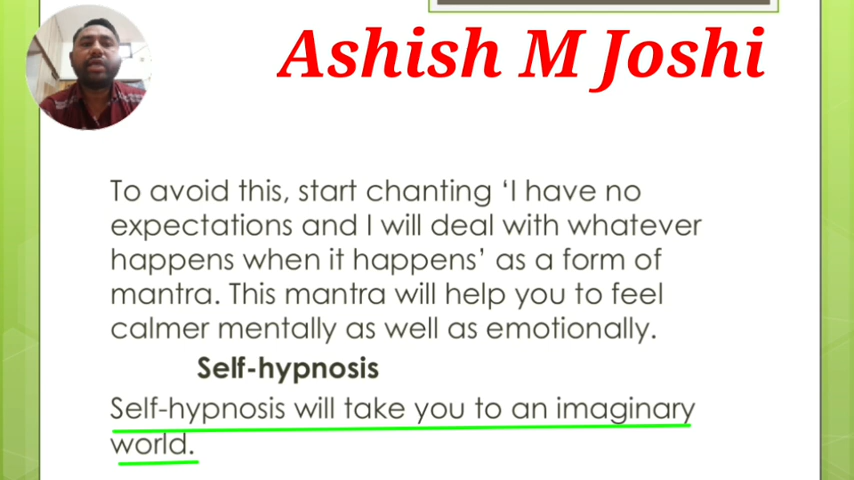 Ashish M Joshi
To avoid this, start chanting ‘I have no
expectations and I will deal with whatever
happens when it happens’ as a form of
mantra. This mantra will help you to feel
calmer mentally as well as emotionally.
Self-hypnosis
Self-hypnosis will take you to an imaginary
world.